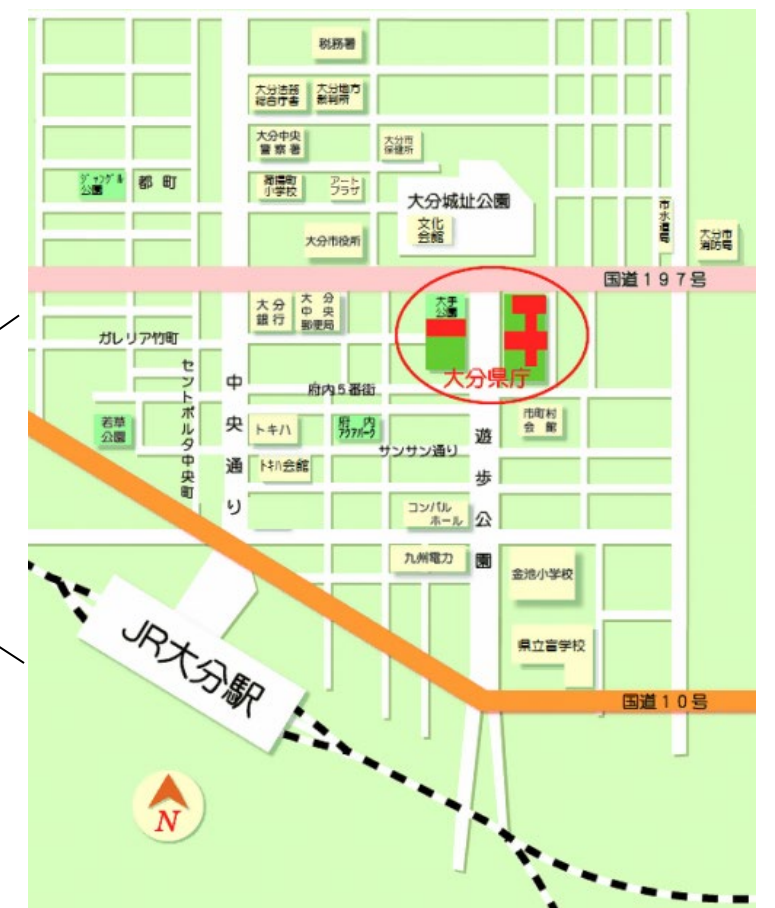 税務署
大分法務
総合庁舎
大分地方
裁判所
大分中央
警察署
大分市
保健所
ジャングル
公園
都町
荷揚町
小学校
アート
プラザ
大分城址公園
文化
会館
市水道局
大分市
消防局
大分市役所
国道197号
大分
銀行
大分
中央
郵便局
大手
公園
ガレリア竹町
大分県庁
セントポルタ中央町
中央通り
府内5番街
若草
公園
トキハ
府内
アクアパーク
市町村
会館
サンサン通り
遊歩公園
トキハ会館
コンパル
ホール
九州電力
金池小学校
県立盲学校
JR大分駅
国道10号
N